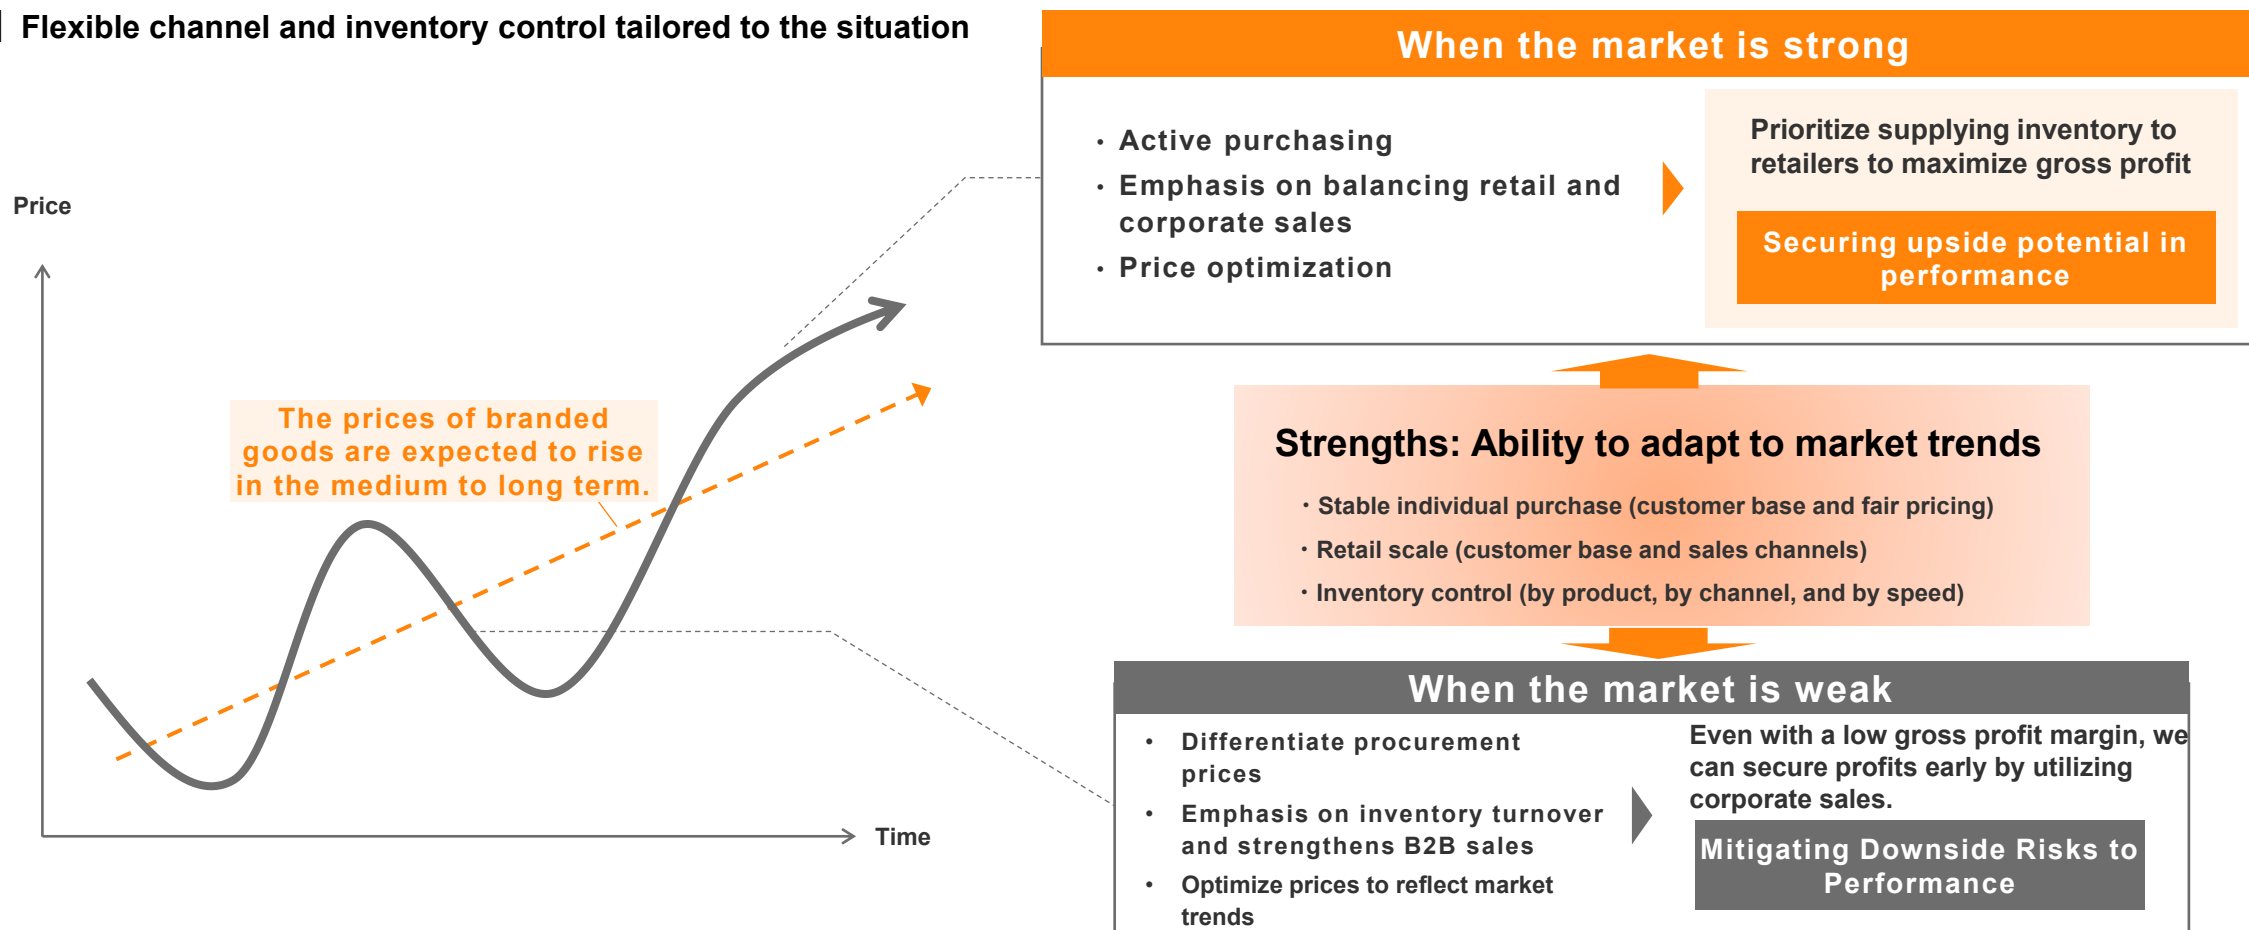 Flexible channel and inventory control tailored to the situation
Price
The prices of branded
goods are expected to rise
in the medium to long term.
Time
When the market is strong
・Active purchasing
・Emphasis on balancing retail and
corporate sales
・Price optimization
Prioritize supplying inventory to
retailers to maximize gross profit
Securing upside potential in
performance
Strengths: Ability to adapt to market trends
・Stable individual purchase (customer base and fair pricing)
・Retail scale (customer base and sales channels)
・Inventory control (by product, by channel, and by speed)
When the market is weak
• Differentiate procurement
prices
• Emphasis on inventory turnover
and strengthens B2B sales
• Optimize prices to reflect market
trends
Even with a low gross profit margin, we
can secure profits early by utilizing
corporate sales.
Mitigating Downside Risks to
Performance